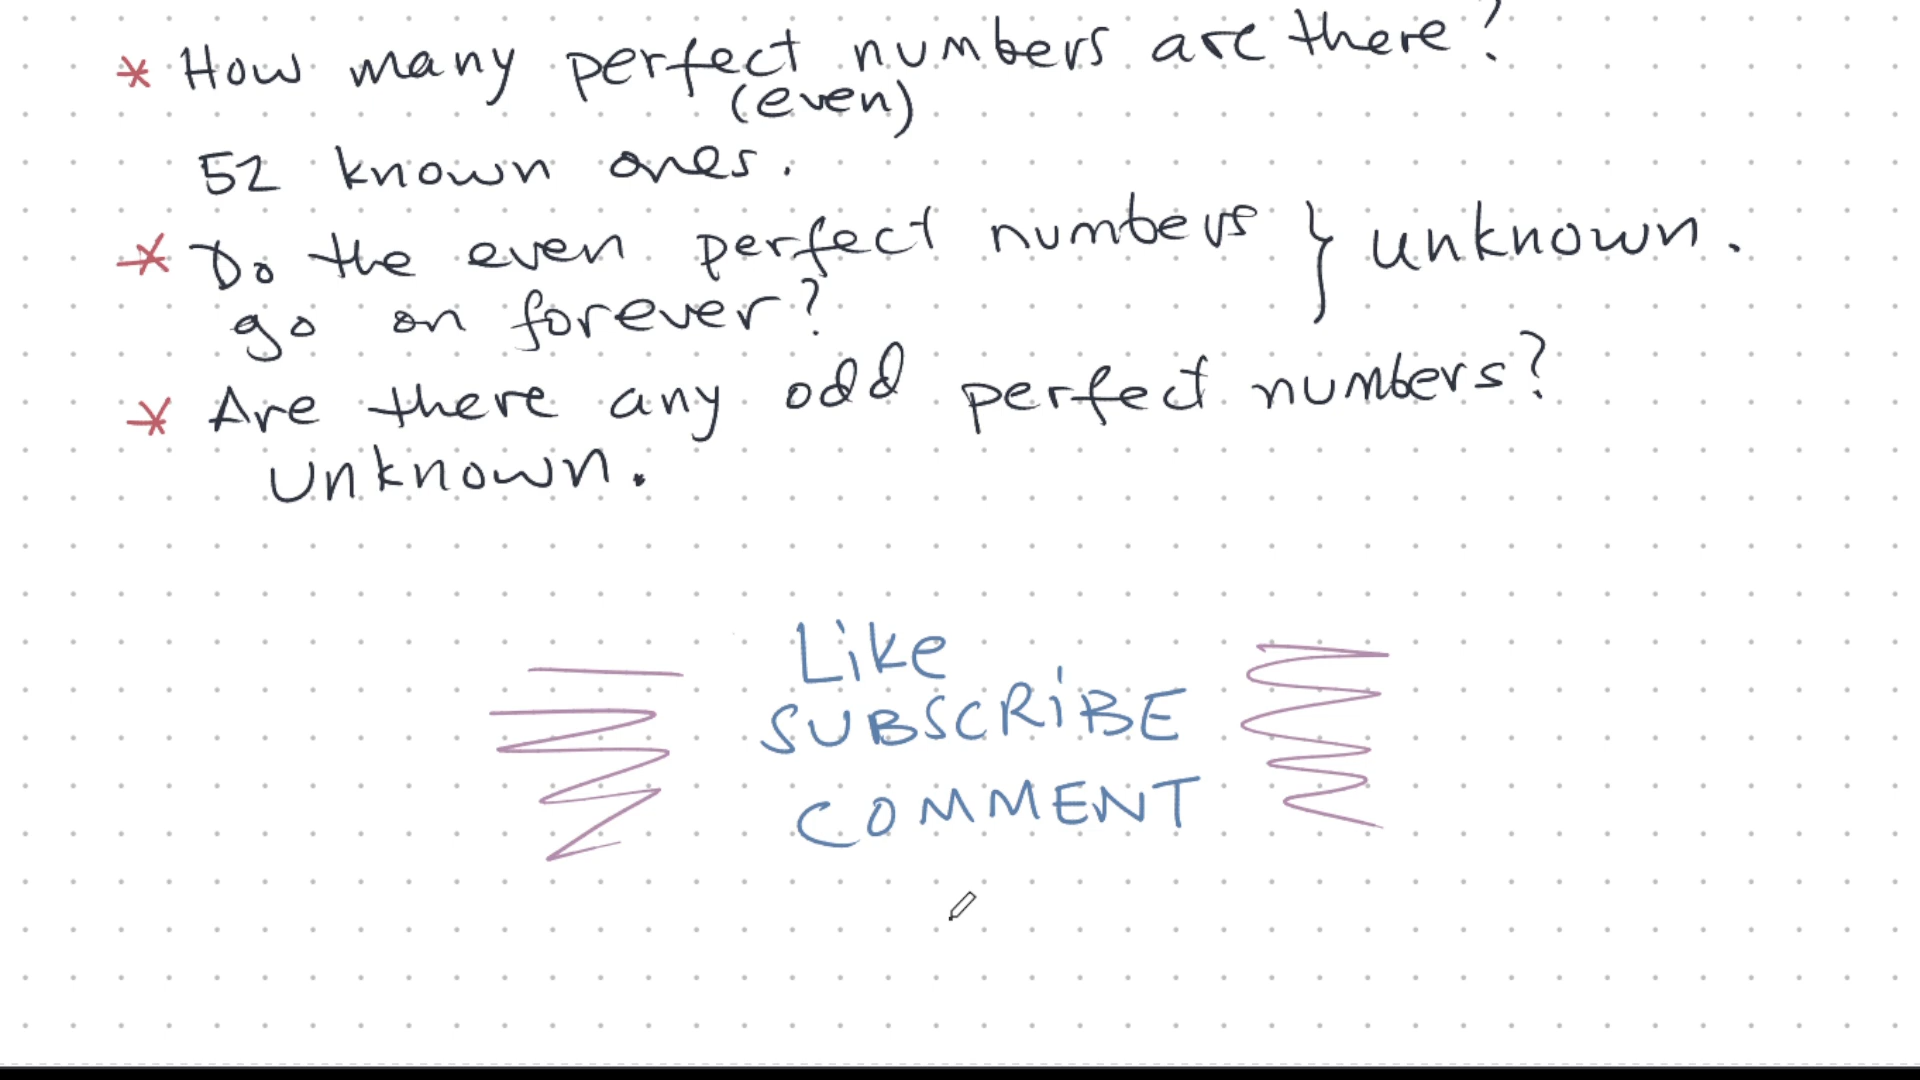 * How many perfect numbers are there?
(even)
52 known ones.
* Do the even perfect numbers } unknown.
go on forever?
* Are there any odd perfect numbers?
Unknown.
Like
SUBSCRiBE
COMMENT